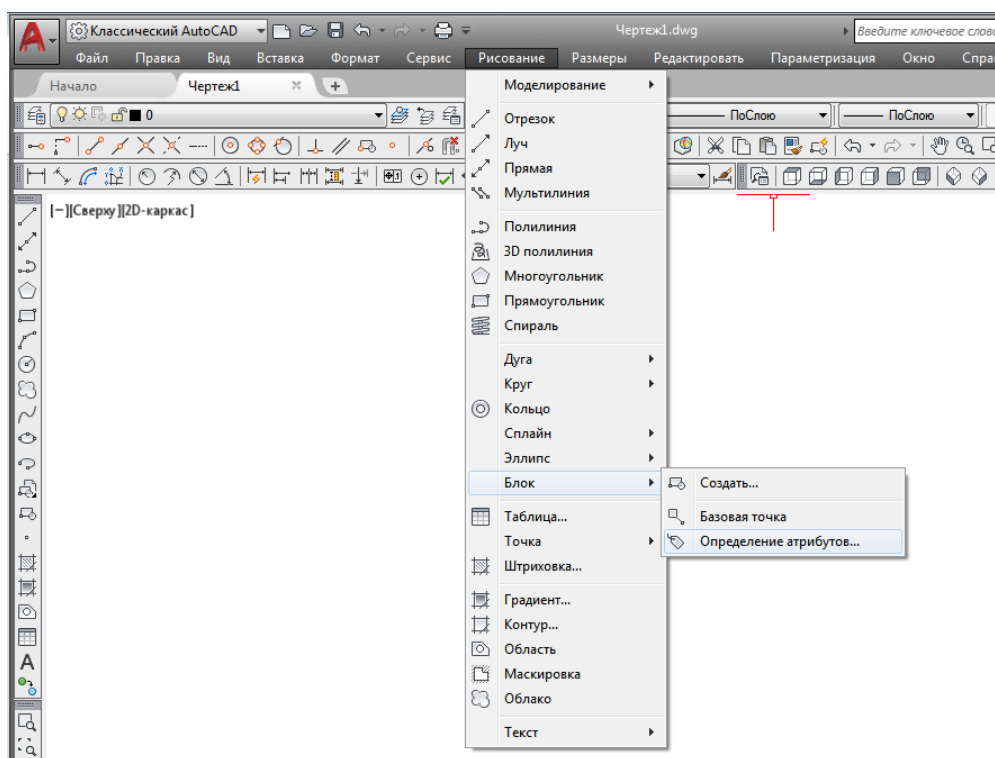 Классический AutoCAD Чертеж1.dwg Введите ключевое слово
Файл Правка Вид Вставка Формат Сервис Рисование Размеры Редактировать Параметризация Окно Спра
Начало Чертеж1
0 ПоСлою ПоСлою
[−][Сверху][2D-каркас]
Моделирование
Отрезок
Луч
Прямая
Мультилиния
Полилиния
3D полилиния
Многоугольник
Прямоугольник
Спираль
Дуга
Круг
Кольцо
Сплайн
Эллипс
Блок
Создать...
Базовая точка
Определение атрибутов...
Таблица...
Точка
Штриховка...
Градиент...
Контур...
Область
Маскировка
Облако
Текст